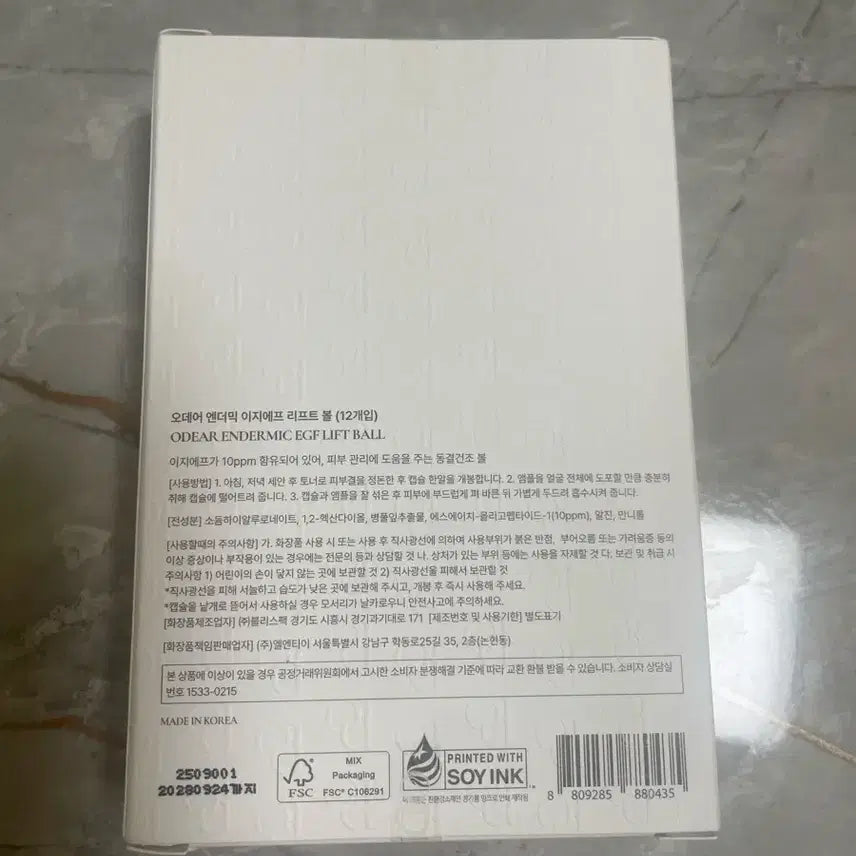 오데어 엔더믹 이지에프 리프트 볼 (12개입)
ODEAR ENDERMIC EGF LIFT BALL
이지에프가 10ppm 함유되어 있어, 피부 관리에 도움을 주는 동결건조 볼
[사용방법] 1. 아침, 저녁 세안 후 토너로 피부결을 정돈한 후 캡슐 한알을 개봉합니다. 2. 앰플을 얼굴 전체에 도포할 만큼 충분히
취해 캡슐에 떨어트려 줍니다. 3. 캡슐과 앰플을 잘 섞은 후 피부에 부드럽게 펴 바른 뒤 가볍게 두드려 흡수시켜 줍니다.
[전성분] 소듐하이알루로네이트, 1,2-헥산다이올, 병풀잎추출물, 에스에이치-올리고펩타이드-1(10ppm), 알진, 만니톨
[사용할때의 주의사항] 가. 화장품 사용 시 또는 사용 후 직사광선에 의하여 사용부위가 붉은 반점, 부어오름 또는 가려움증 등의
이상 증상이나 부작용이 있는 경우에는 전문의 등과 상담할 것 나. 상처가 있는 부위 등에는 사용을 자제할 것 다. 보관 및 취급 시
주의사항 1) 어린이의 손이 닿지 않는 곳에 보관할 것 2) 직사광선을 피해서 보관할 것
*직사광선을 피해 서늘하고 습도가 낮은 곳에 보관해 주시고, 개봉 후 즉시 사용해 주세요.
*캡슐을 낱개로 뜯어서 사용하실 경우 모서리가 날카로우니 안전사고에 주의하세요.
[화장품제조업자] ㈜블리스팩 경기도 시흥시 경기과기대로 171 [제조번호 및 사용기한] 별도표기
[화장품책임판매업자] (주)엘엔티이 서울특별시 강남구 학동로25길 35, 2층(논현동)
본 상품에 이상이 있을 경우 공정거래위원회에서 고시한 소비자 분쟁해결 기준에 따라 교환 환불 받을 수 있습니다. 소비자 상담실
번호 1533-0215
MADE IN KOREA
2509001
20280924까지
FSC
MIX
Packaging
FSC® C106291
PRINTED WITH
SOY INK™
8 809285 880435